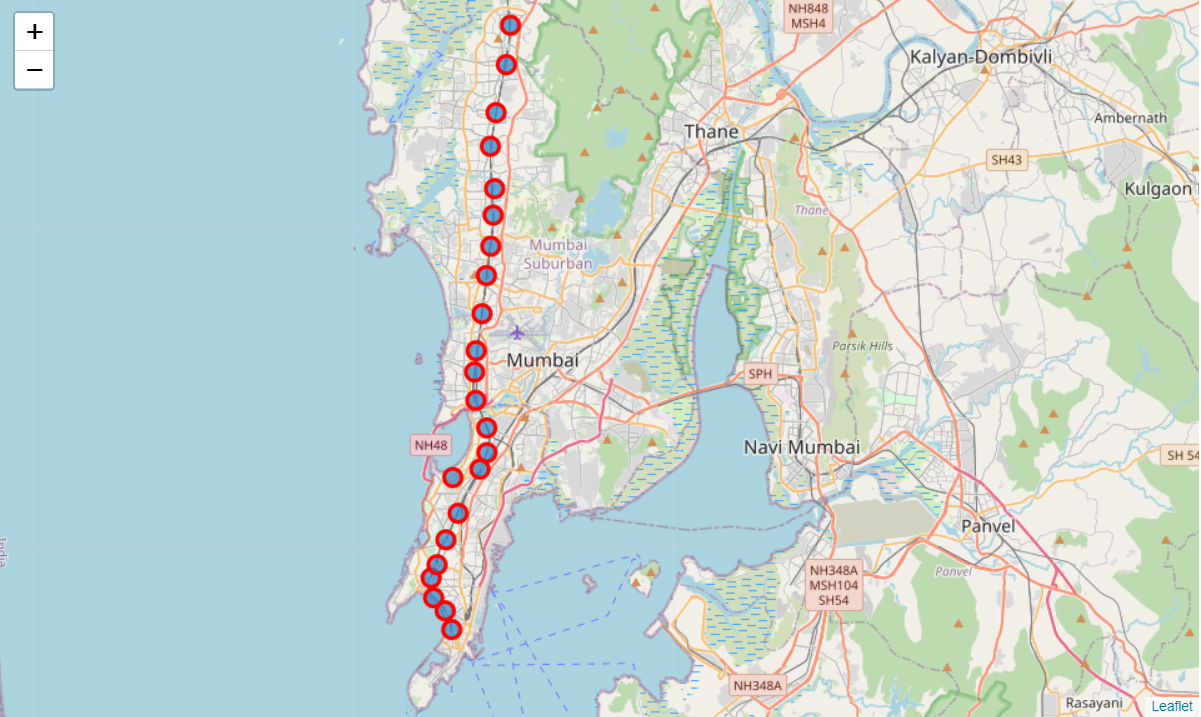 +
−
NH848
MSH4
Kalyan-Dombivli
Ambernath
Thane
SH43
Kulgaon
Thane
Mumbai
Suburban
Parsik Hills
Mumbai
SPH
NH48
Navi Mumbai
SH 54
Panvel
India
NH348A
MSH104
SH54
Panvel
NH348A
Rasayani
Leaflet